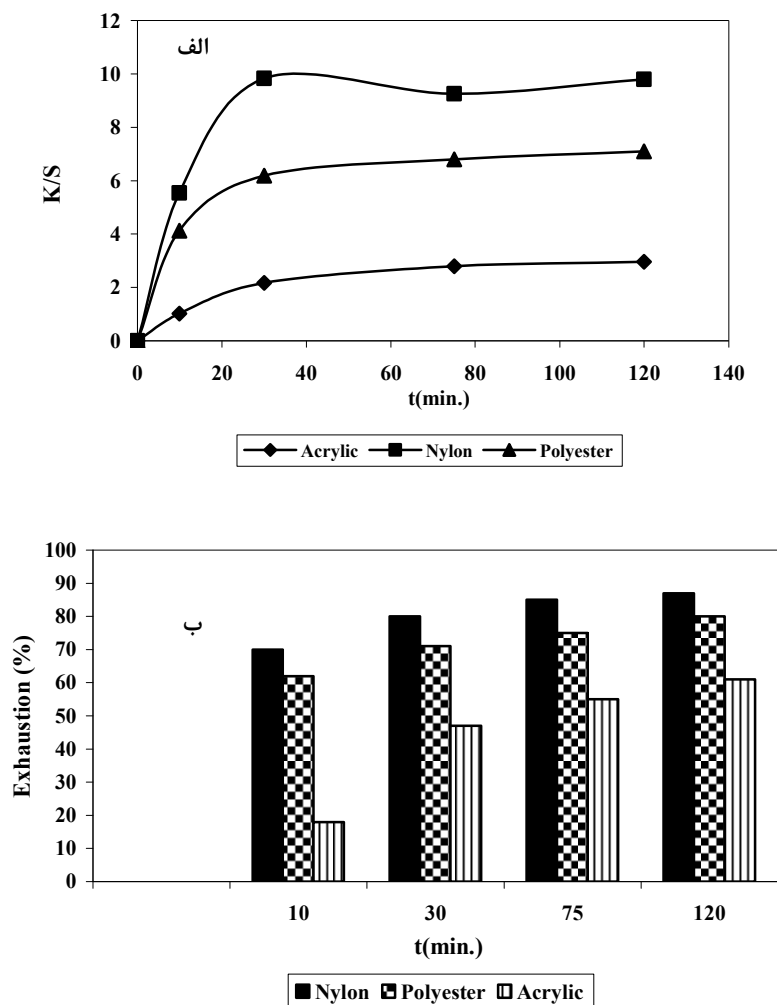 الف
12
10
8
6
4
2
0
K/S
0 20 40 60 80 100 120 140
t(min.)
Acrylic Nylon Polyester
ب
100
90
80
70
60
50
40
30
20
10
0
Exhaustion (%)
10 30 75 120
t(min.)
Nylon Polyester Acrylic